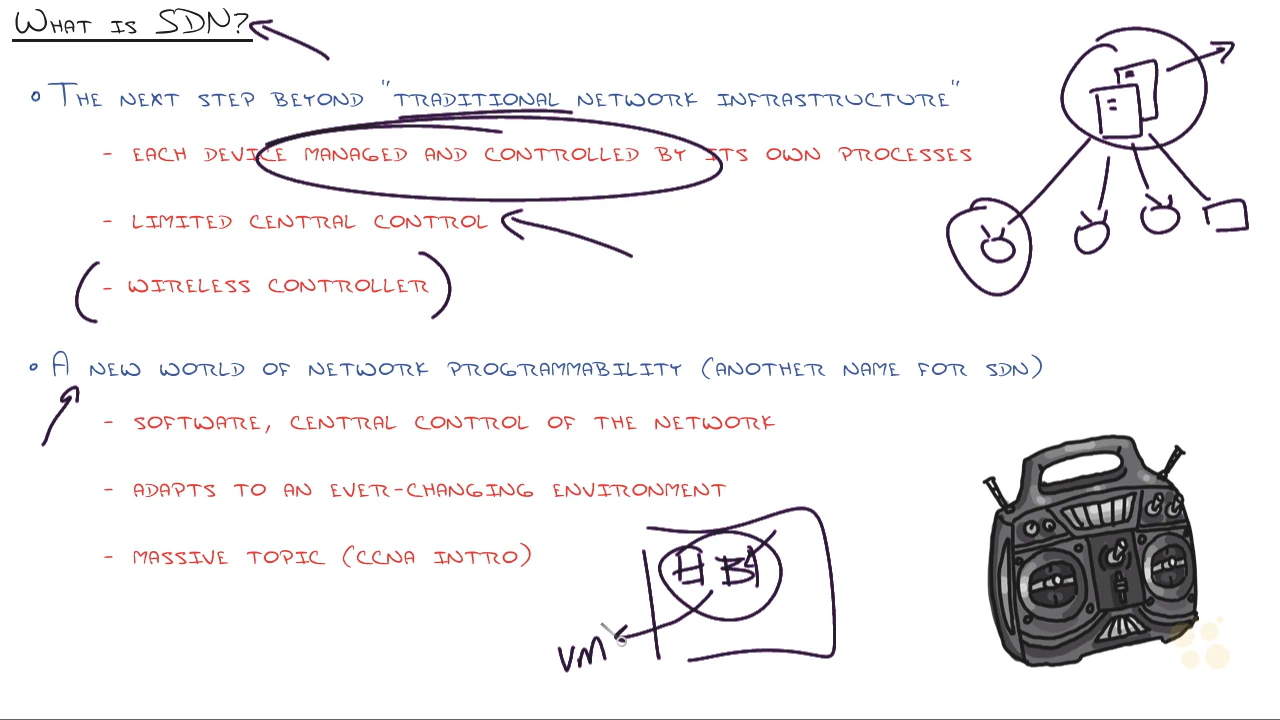 What is SDN?
• The next step beyond "traditional network infrastructure"
- Each device managed and controlled by its own processes
- Limited central control
- Wireless controller
• A new world of network programmability (another name for SDN)
- Software, central control of the network
- Adapts to an ever-changing environment
- Massive topic (CCNA Intro)
VM